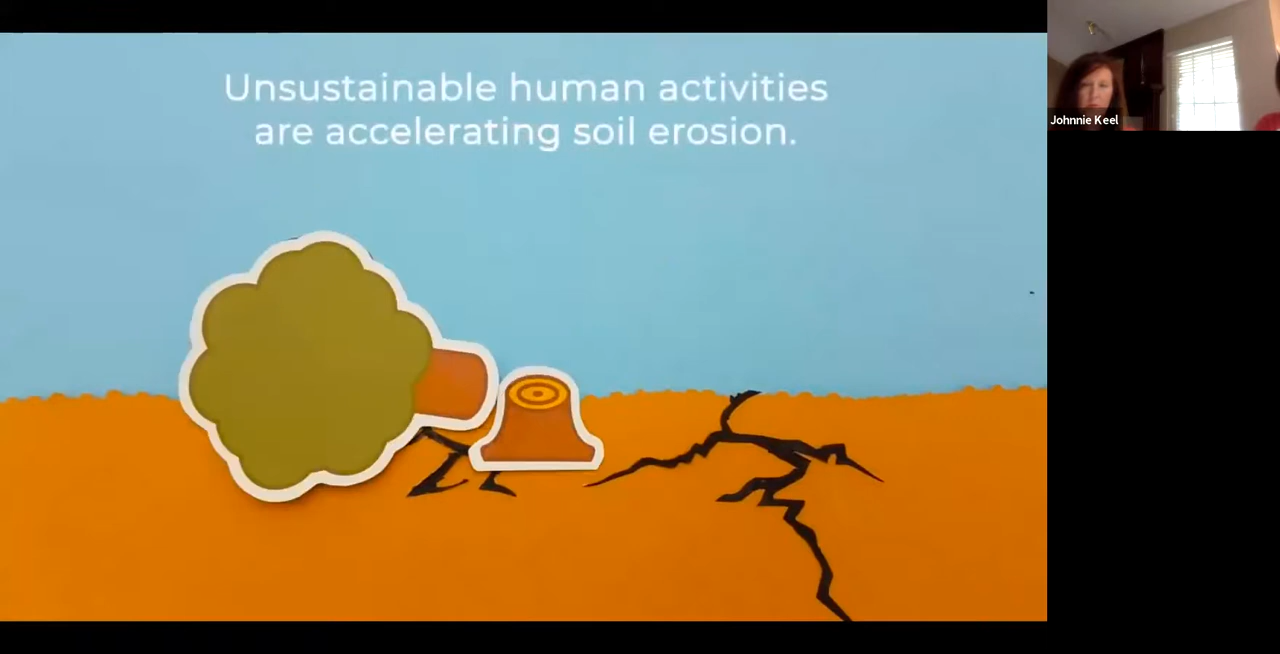 Unsustainable human activities
are accelerating soil erosion.
Johnnie Keel